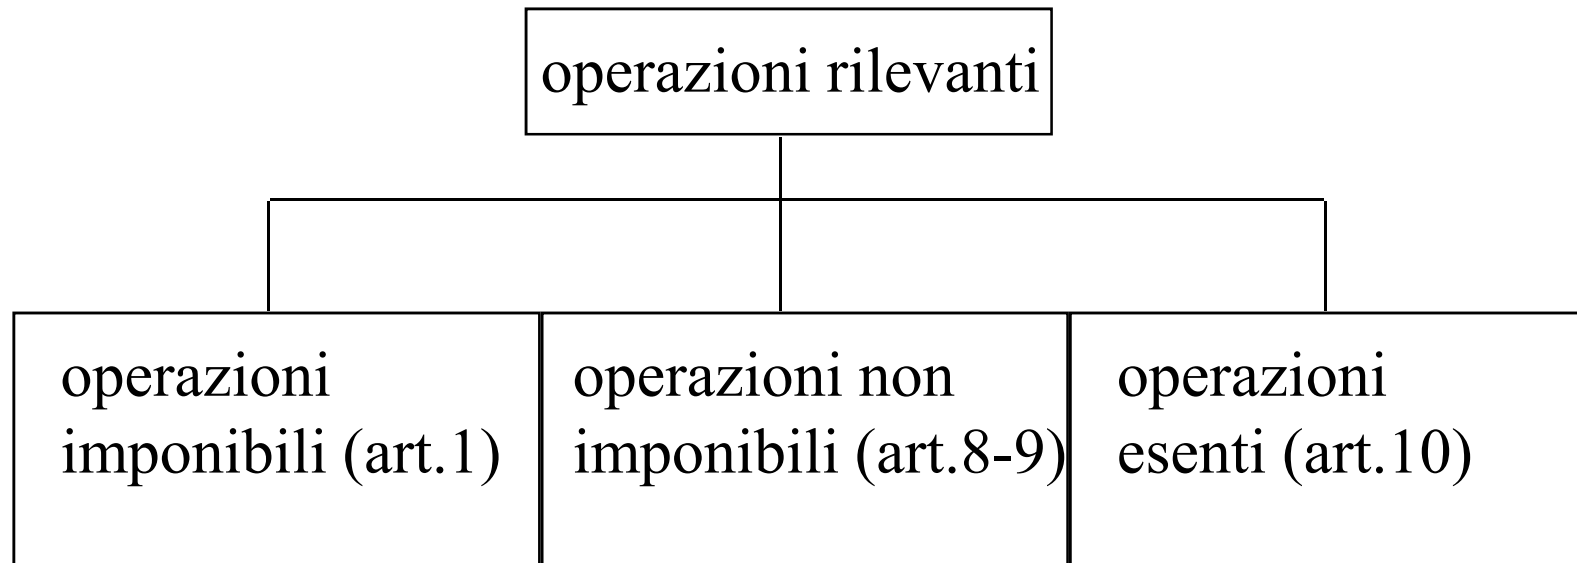 operazioni rilevanti
operazioni
imponibili (art.1)
operazioni non
imponibili (art.8-9)
operazioni
esenti (art.10)